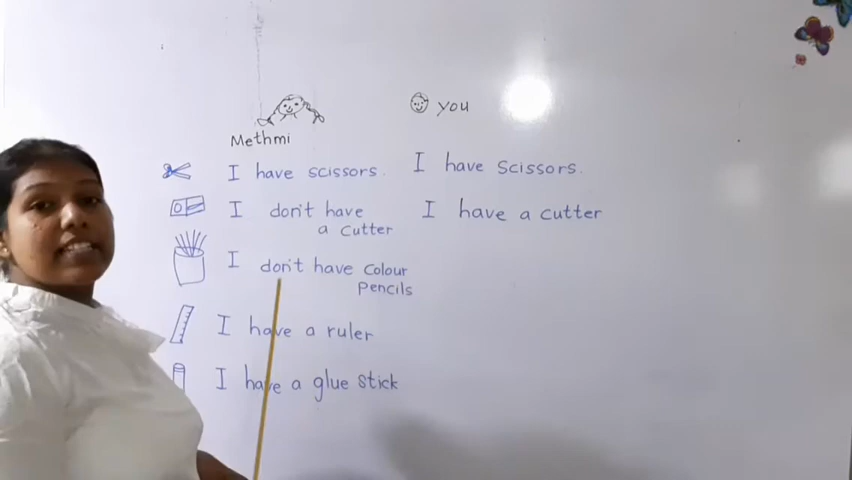 Methmi
you
I have scissors.
I have scissors.
I don't have
a cutter
I have a cutter
I don't have colour
pencils
I have a ruler
I have a glue stick